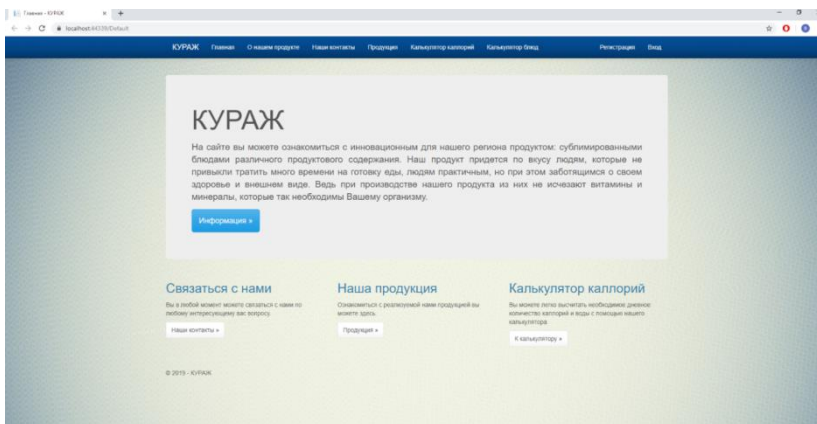 Главная - КУРАЖ
localhost:64339/Default
КУРАЖ Главная О нашем продукте Наши контакты Продукция Калькулятор каллорий Калькулятор блюд Регистрация Вход
КУРАЖ
На сайте вы можете ознакомиться с инновационным для нашего региона продуктом: сублимированными
блюдами различного продуктового содержания. Наш продукт придется по вкусу людям, которые не
привыкли тратить много времени на готовку еды, людям практичным, но при этом заботящимся о своем
здоровье и внешнем виде. Ведь при производстве нашего продукта из них не исчезают витамины и
минералы, которые так необходимы Вашему организму.
Информация »
Связаться с нами
Вы в любой момент можете связаться с нами по
любому интересующему вас вопросу.
Наши контакты »
Наша продукция
Ознакомиться с реализуемой нами продукцией вы
можете здесь.
Продукция »
Калькулятор каллорий
Вы можете легко высчитать необходимое дневное
количество каллорий и воды с помощью нашего
калькулятора.
К калькулятору »
© 2019 - КУРАЖ